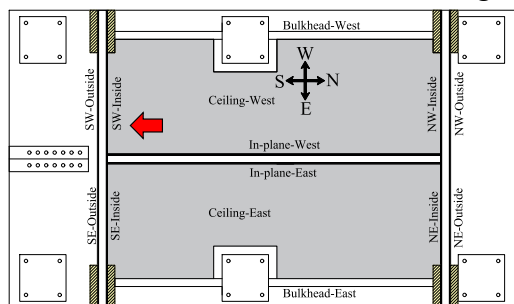 Bulkhead-West
W
S N
E
SW-Outside
SW-Inside
Ceiling-West
NW-Inside
NW-Outside
In-plane-West
In-plane-East
SE-Outside
SE-Inside
Ceiling-East
NE-Inside
NE-Outside
Bulkhead-East